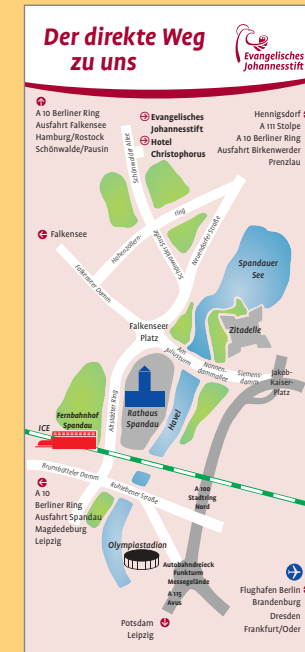 Der direkte Weg
zu uns
Evangelisches
Johannesstift
A 10 Berliner Ring
Ausfahrt Falkensee
Hamburg/Rostock
Schönwalde/Pausin
Evangelisches
Johannesstift
Hotel
Christophorus
Hennigsdorf
A 111 Stolpe
A 10 Berliner Ring
Ausfahrt Birkenwerder
Prenzlau
Schönwalder Allee
ring
Hohenzollern-
Schönwalder Straße
Neuendorfer Straße
Falkensee
Falkenseer Damm
Spandauer
See
Falkenseer
Platz
Zitadelle
Am
Juliusturm
Nonnen-
dammallee
Siemens-
damm
Jakob-
Kaiser-
Platz
Altstädter Ring
Rathaus
Spandau
Havel
Fernbahnhof
Spandau
ICE
Brunsbütteler Damm
Ruhlebener Straße
A 100
Stadtring
Nord
A 10
Berliner Ring
Ausfahrt Spandau
Magdedeburg
Leipzig
Olympiastadion
Autobahndreieck
Funkturm
Messegelände
A 115
Avus
Potsdam
Leipzig
Flughafen Berlin
Brandenburg
Dresden
Frankfurt/Oder